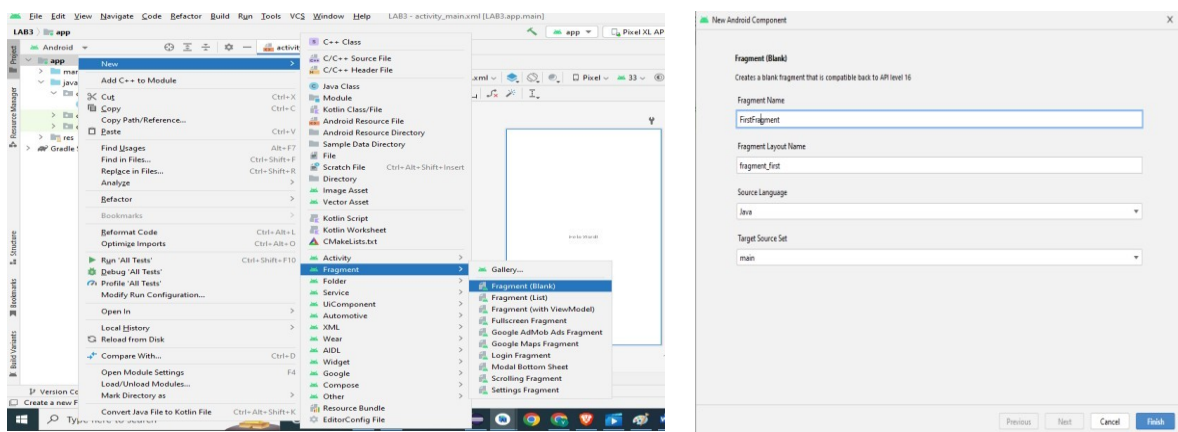 File Edit View Navigate Code Refactor Build Run Tools VCS Window Help LAB3 - activity_main.xml [LAB3.app.main]
LAB3 app
app
Pixel XL AP
Android
activit
app
mar
java
res
Gradle
Project
Resource Manager
Structure
Bookmarks
Build Variants
New
Add C++ to Module
Cut Ctrl+X
Copy Ctrl+C
Copy Path/Reference...
Paste Ctrl+V
Find Usages Alt+F7
Find in Files... Ctrl+Shift+F
Replace in Files... Ctrl+Shift+R
Analyze
Refactor
Bookmarks
Reformat Code Ctrl+Alt+L
Optimize Imports Ctrl+Alt+O
Run 'All Tests' Ctrl+Shift+F10
Debug 'All Tests'
Profile 'All Tests'
Modify Run Configuration...
Open In
Local History
Reload from Disk
Compare With... Ctrl+D
Open Module Settings F4
Load/Unload Modules...
Mark Directory as
Convert Java File to Kotlin File Ctrl+Alt+Shift+K
C++ Class
C/C++ Source File
C/C++ Header File
Java Class
Module
Kotlin Class/File
Android Resource File
Android Resource Directory
Sample Data Directory
File
Scratch File Ctrl+Alt+Shift+Insert
Directory
Image Asset
Vector Asset
Kotlin Script
Kotlin Worksheet
CMakeLists.txt
Activity
Fragment
Folder
Service
UiComponent
Automotive
XML
Wear
AIDL
Widget
Google
Compose
Other
Resource Bundle
EditorConfig File
Gallery...
Fragment (Blank)
Fragment (List)
Fragment (with ViewModel)
Fullscreen Fragment
Google AdMob Ads Fragment
Google Maps Fragment
Login Fragment
Modal Bottom Sheet
Scrolling Fragment
Settings Fragment
.xml
Pixel
33
Version Co
Create a new F
New Android Component
X
Fragment (Blank)
Creates a blank fragment that is compatible back to API level 16
Fragment Name
FirstFragment
Fragment Layout Name
fragment_first
Source Language
Java
Target Source Set
main
Previous Next Cancel Finish